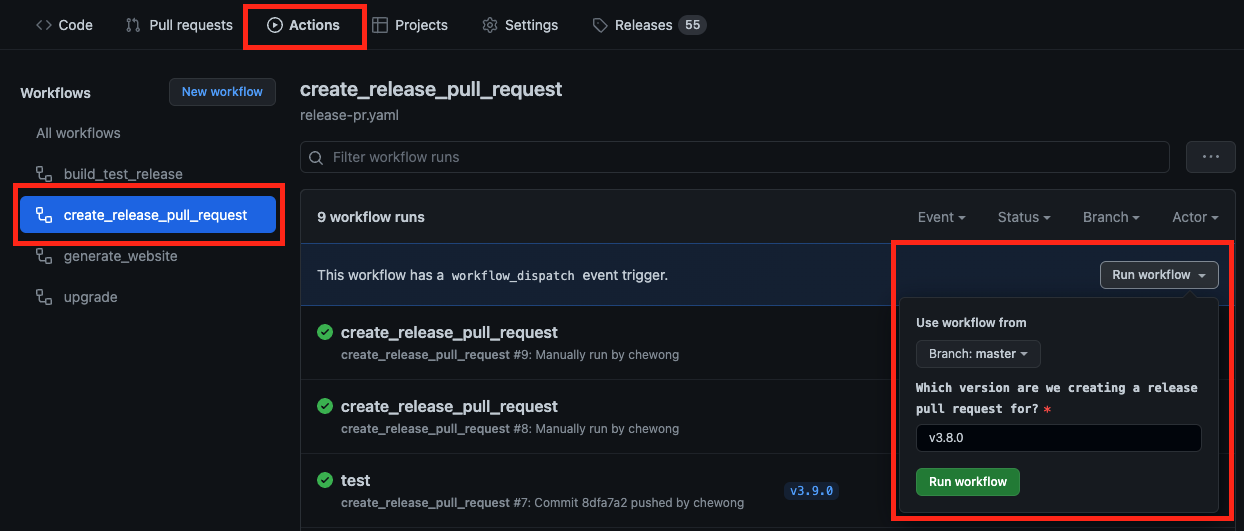 Code Pull requests Actions Projects Settings Releases 55
Workflows New workflow
All workflows
build_test_release
create_release_pull_request
generate_website
upgrade
create_release_pull_request
release-pr.yaml
Filter workflow runs
9 workflow runs Event Status Branch Actor
This workflow has a workflow_dispatch event trigger. Run workflow
create_release_pull_request
create_release_pull_request #9: Manually run by chewong
create_release_pull_request
create_release_pull_request #8: Manually run by chewong
test
create_release_pull_request #7: Commit 8dfa7a2 pushed by chewong
v3.9.0
Use workflow from
Branch: master
Which version are we creating a release
pull request for? *
v3.8.0
Run workflow